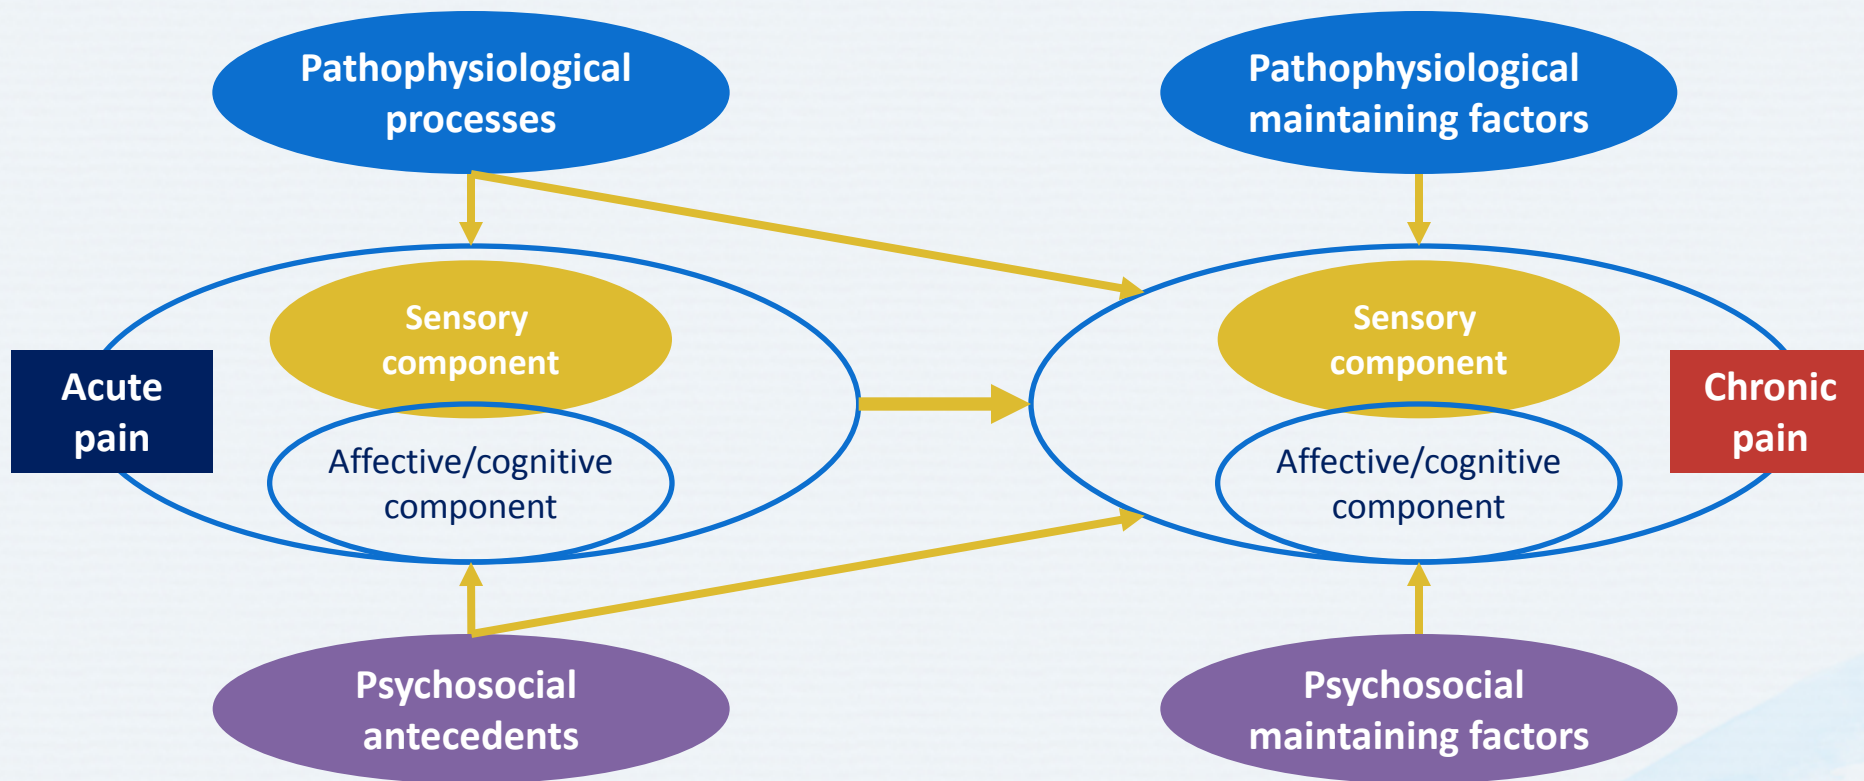 Pathophysiological
processes
Pathophysiological
maintaining factors
Sensory
component
Sensory
component
Acute
pain
Chronic
pain
Affective/cognitive
component
Affective/cognitive
component
Psychosocial
antecedents
Psychosocial
maintaining factors